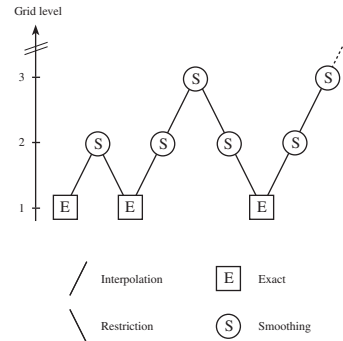 Grid level
3
S
S
2
S
S
S
S
1
E
E
E
Interpolation
E
Exact
Restriction
S
Smoothing